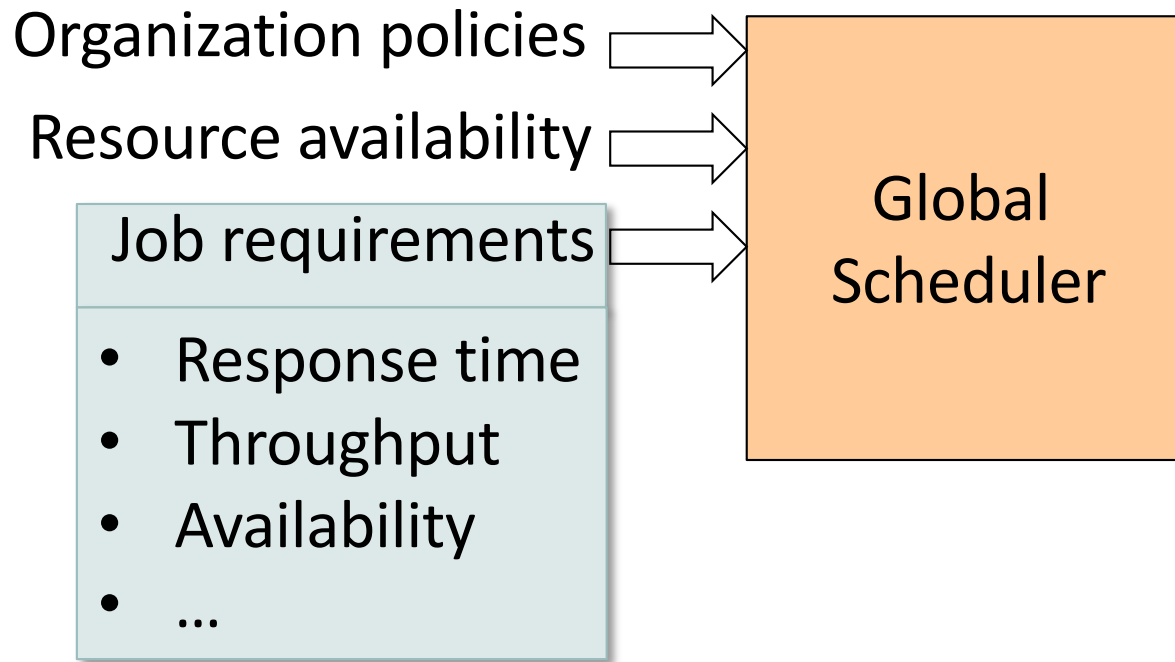 Organization policies
Resource availability
Job requirements
• Response time
• Throughput
• Availability
• ...
Global
Scheduler